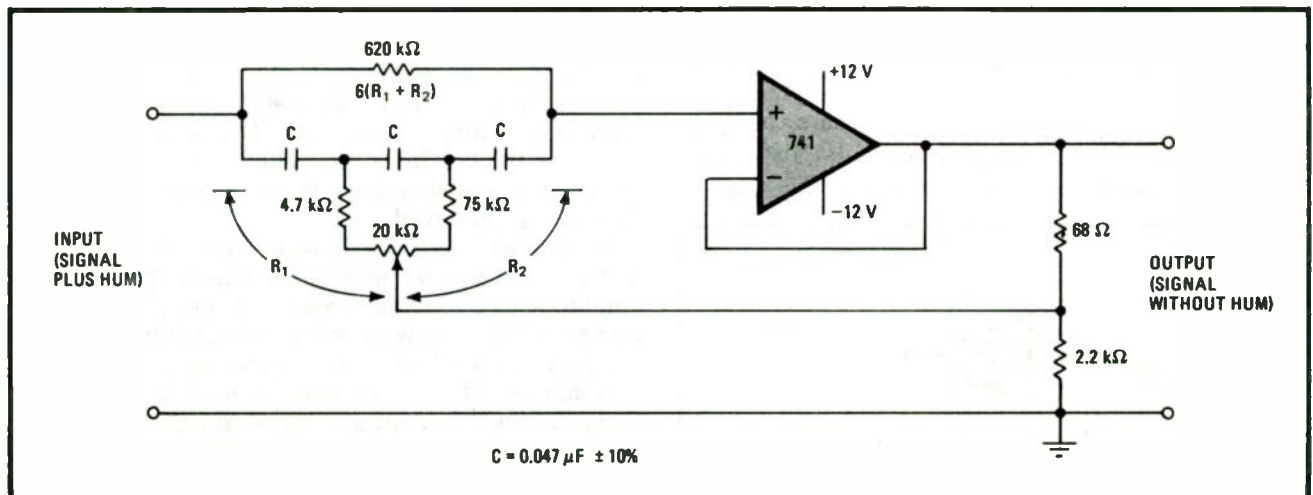 620 kΩ
6(R₁ + R₂)
C
C
C
4.7 kΩ
75 kΩ
20 kΩ
R₁
R₂
INPUT
(SIGNAL
PLUS HUM)
+12 V
+
741
−
−12 V
68 Ω
2.2 kΩ
OUTPUT
(SIGNAL
WITHOUT HUM)
C = 0.047 μF ± 10%